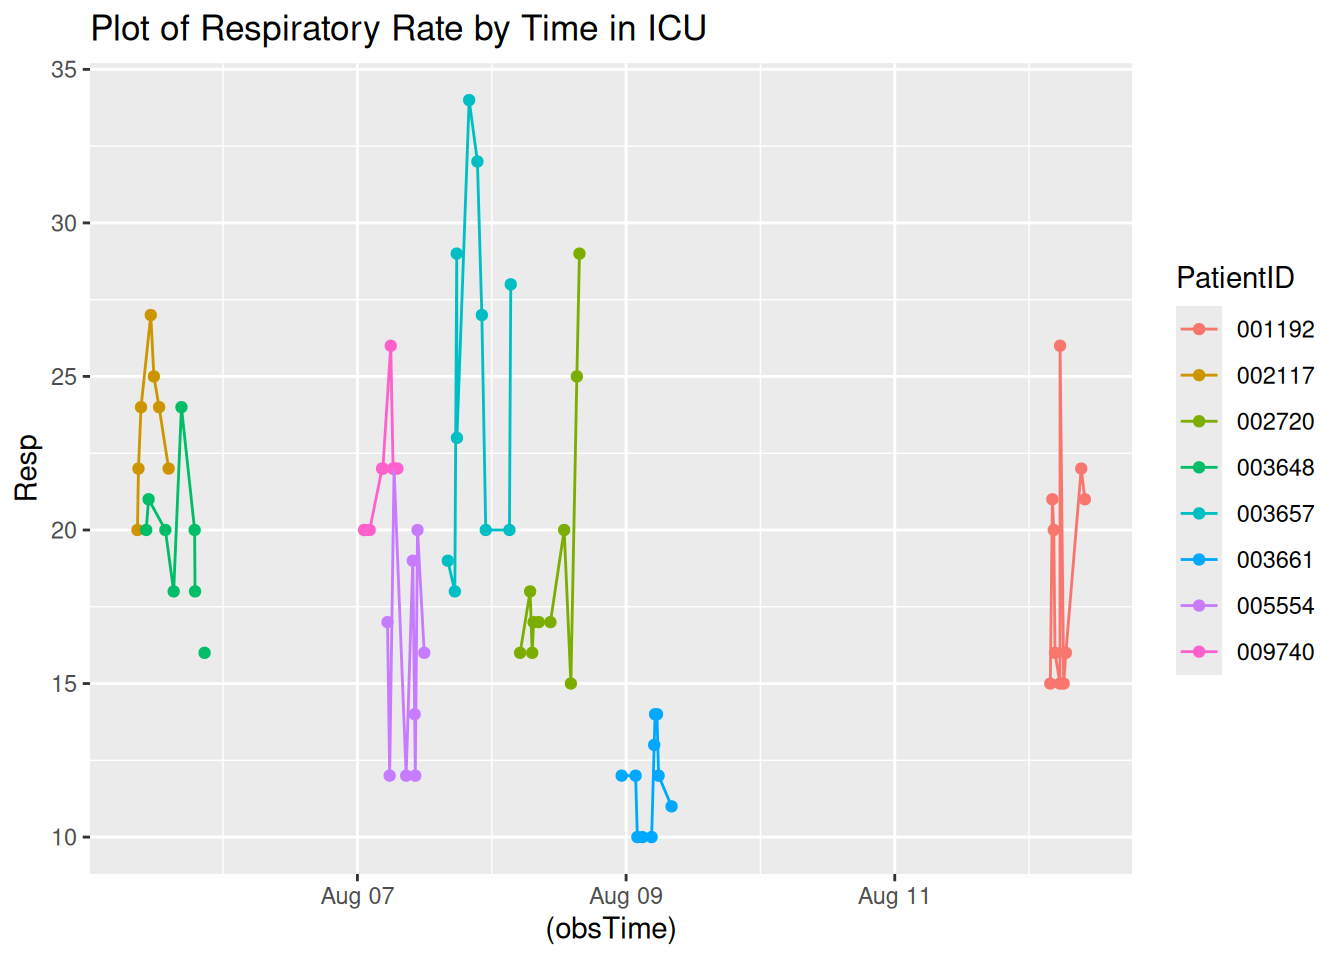 Plot of Respiratory Rate by Time in ICU
35
30
25
20
15
10
Resp
Aug 07
Aug 09
Aug 11
(obsTime)
PatientID
001192
002117
002720
003648
003657
003661
005554
009740